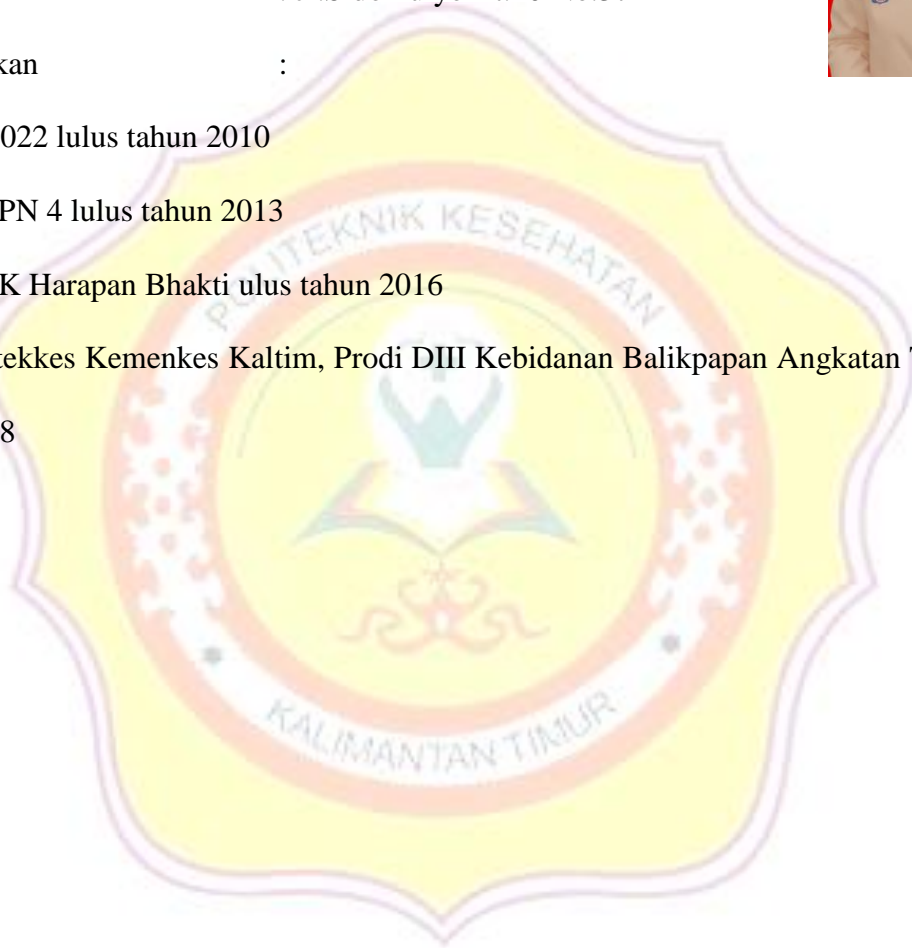 kan :
022 lulus tahun 2010
PN 4 lulus tahun 2013
K Harapan Bhakti ulus tahun 2016
tekkes Kemenkes Kaltim, Prodi DIII Kebidanan Balikpapan Angkatan
8
POLITEKNIK KESEHATAN
KALIMANTAN TIMUR